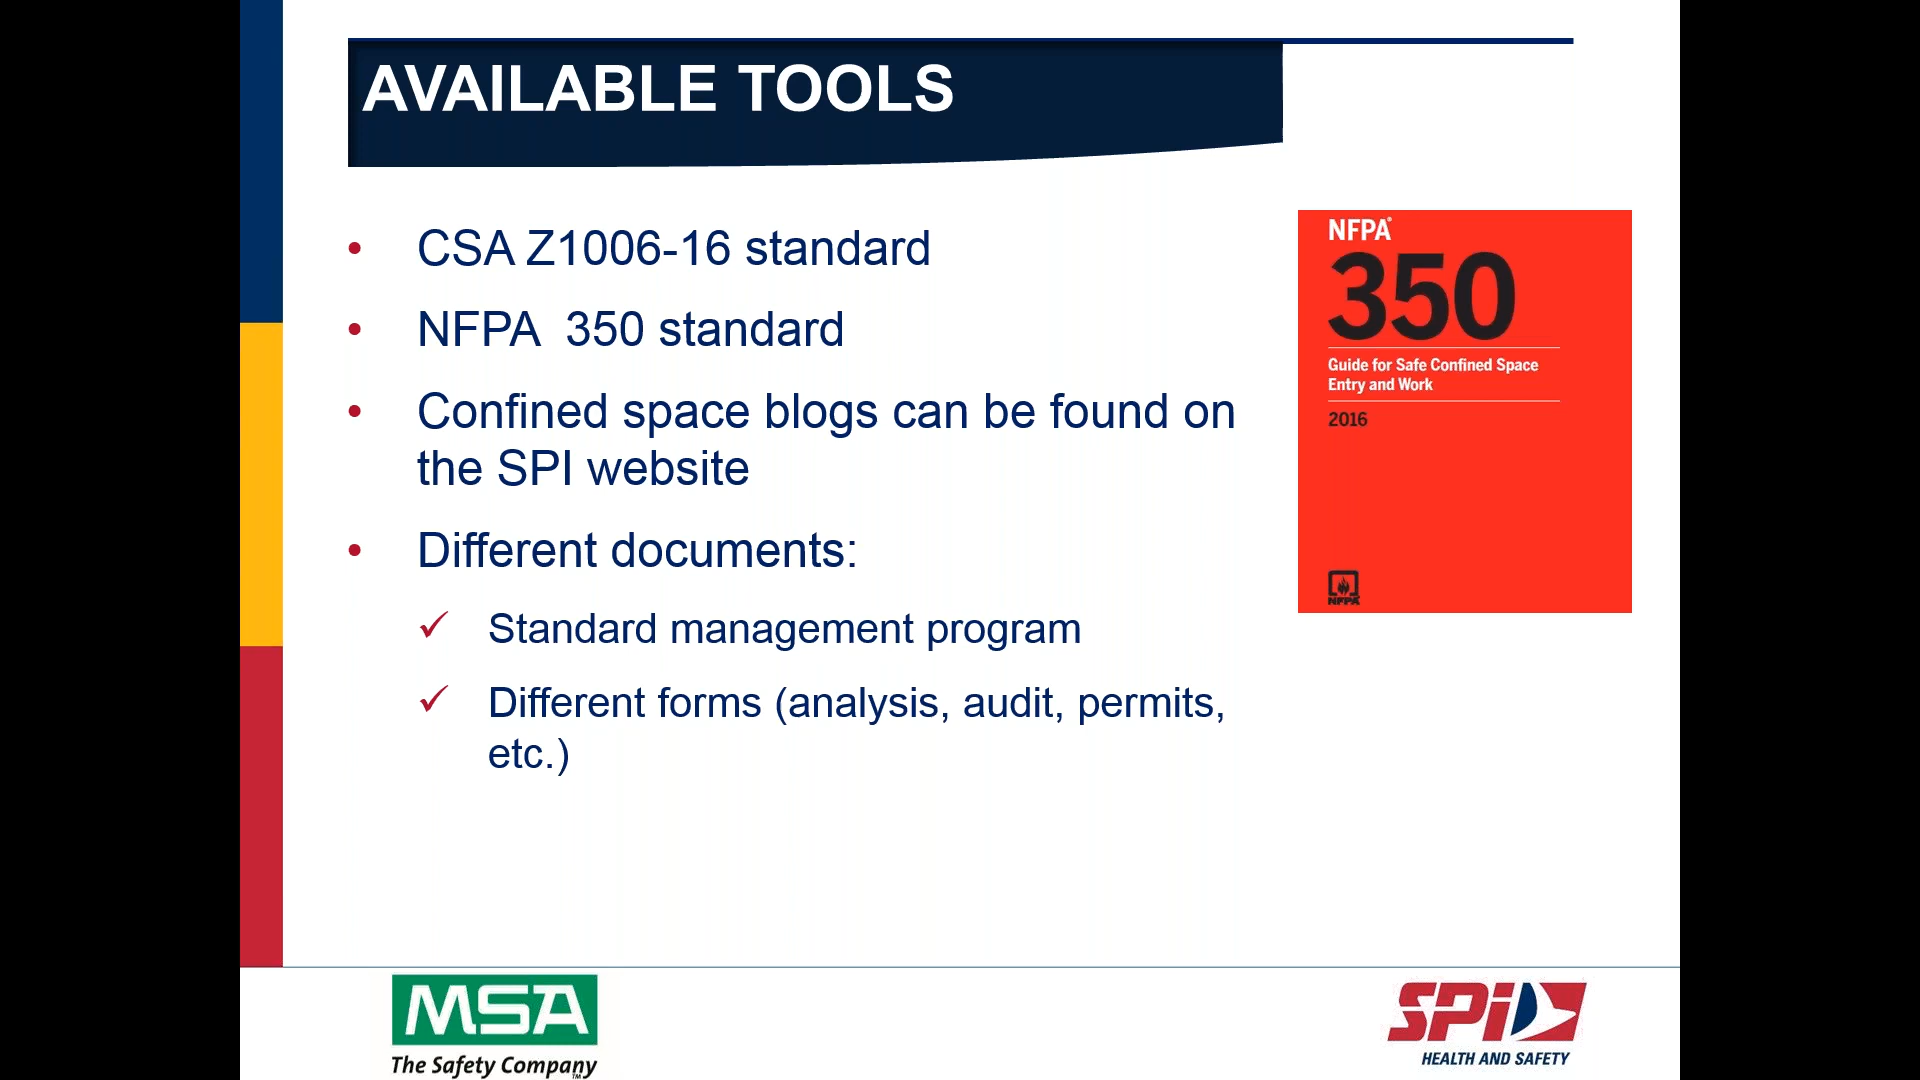 AVAILABLE TOOLS
• CSA Z1006-16 standard
• NFPA 350 standard
• Confined space blogs can be found on
the SPI website
• Different documents:
✓ Standard management program
✓ Different forms (analysis, audit, permits,
etc.)
NFPA®
350
Guide for Safe Confined Space
Entry and Work
2016
NFPA
MSA
The Safety Company™
SPI
HEALTH AND SAFETY